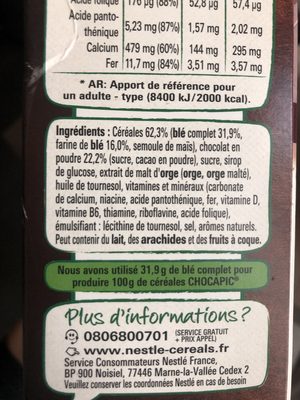 Acide folique 176 µg (88%) 52,8 µg 57,4 µg
Acide panto-
thénique 5,23 mg (87%) 1,57 mg 2,02 mg
Calcium 479 mg (60%) 144 mg 295 mg
Fer 11,7 mg (84%) 3,51 mg 3,57 mg
* AR: Apport de référence pour
un adulte - type (8400 kJ/2000 kcal).
Ingrédients : Céréales 62,3% (blé complet 31,9%,
farine de blé 16,0%, semoule de maïs), chocolat en
poudre 22,2% (sucre, cacao en poudre), sucre, sirop
de glucose, extrait de malt d'orge (orge, orge malté),
huile de tournesol, vitamines et minéraux (carbonate
de calcium, niacine, acide pantothénique, fer, vitamine D,
vitamine B6, thiamine, riboflavine, acide folique),
émulsifiant : lécithine de tournesol, sel, arômes naturels.
Peut contenir du lait, des arachides et des fruits à coque.
Nous avons utilisé 31,9 g de blé complet pour
produire 100g de céréales CHOCAPIC®
Plus d'informations ?
0806800701 (SERVICE GRATUIT
+ PRIX APPEL)
www.nestle-cereals.fr
Service Consommateurs Nestlé France,
BP 900 Noisiel, 77446 Marne-la-Vallée Cedex 2
Veuillez conserver les coordonnées Nestlé en cas de besoin